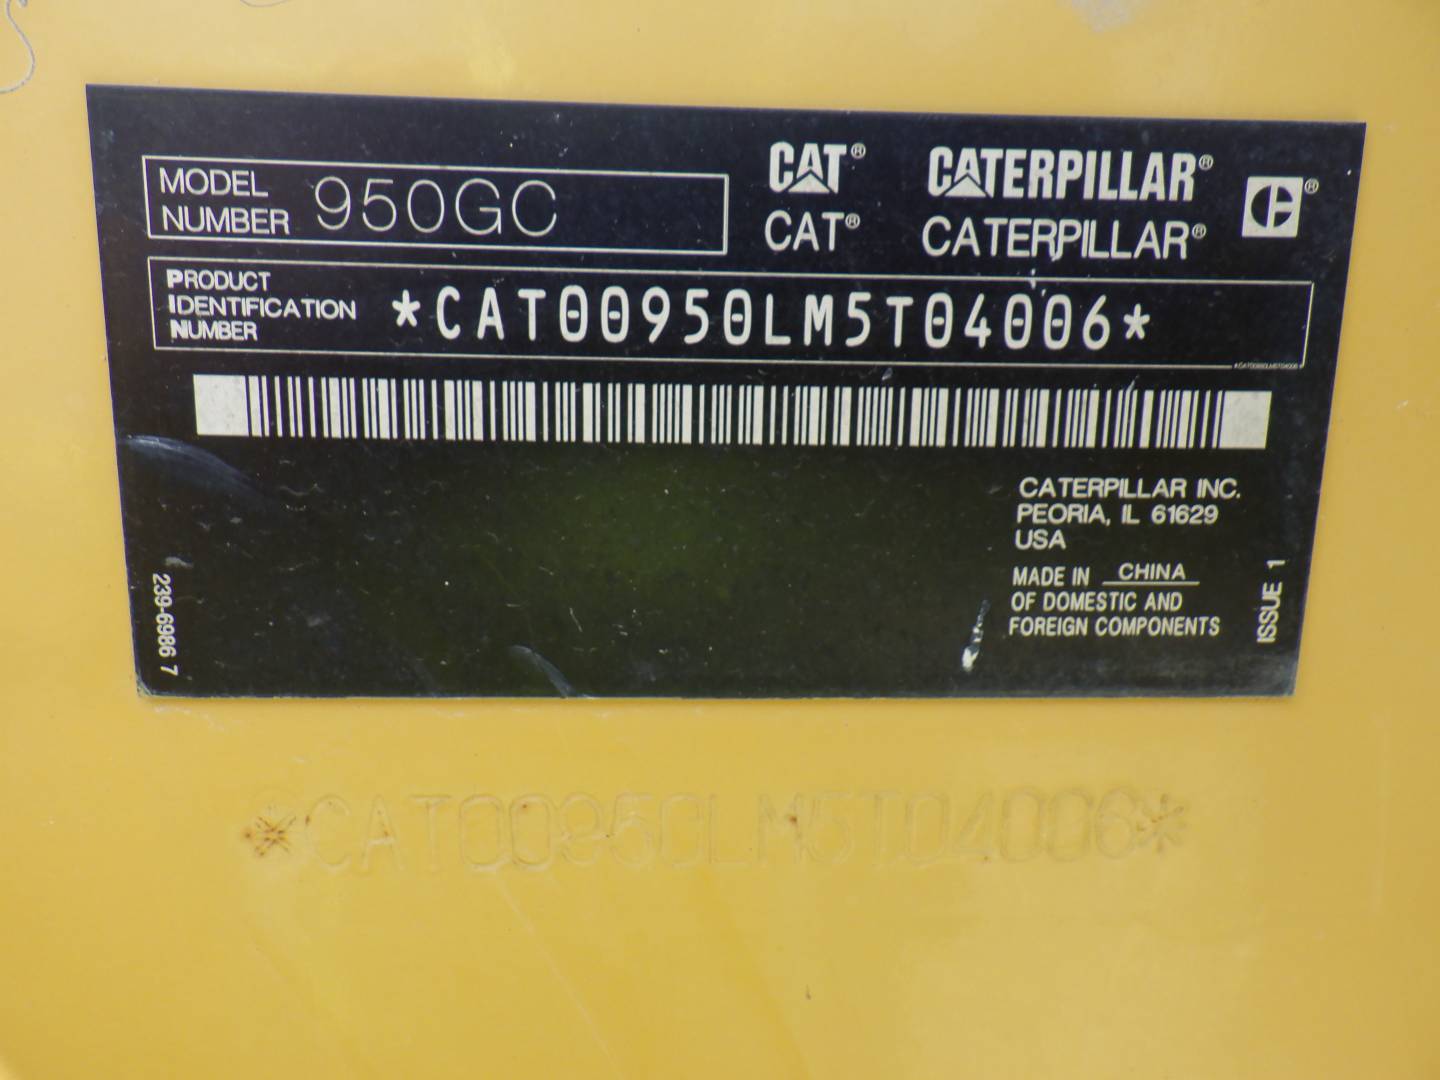 MODEL NUMBER 950GC
CAT® CATERPILLAR®
CAT® CATERPILLAR®
PRODUCT IDENTIFICATION NUMBER *CAT00950LM5T04006*
*CAT00950LM5T04006*
CATERPILLAR INC.
PEORIA, IL 61629
USA
MADE IN CHINA
OF DOMESTIC AND
FOREIGN COMPONENTS
ISSUE 1
239-6986 7
*CAT00950LM5T04006*